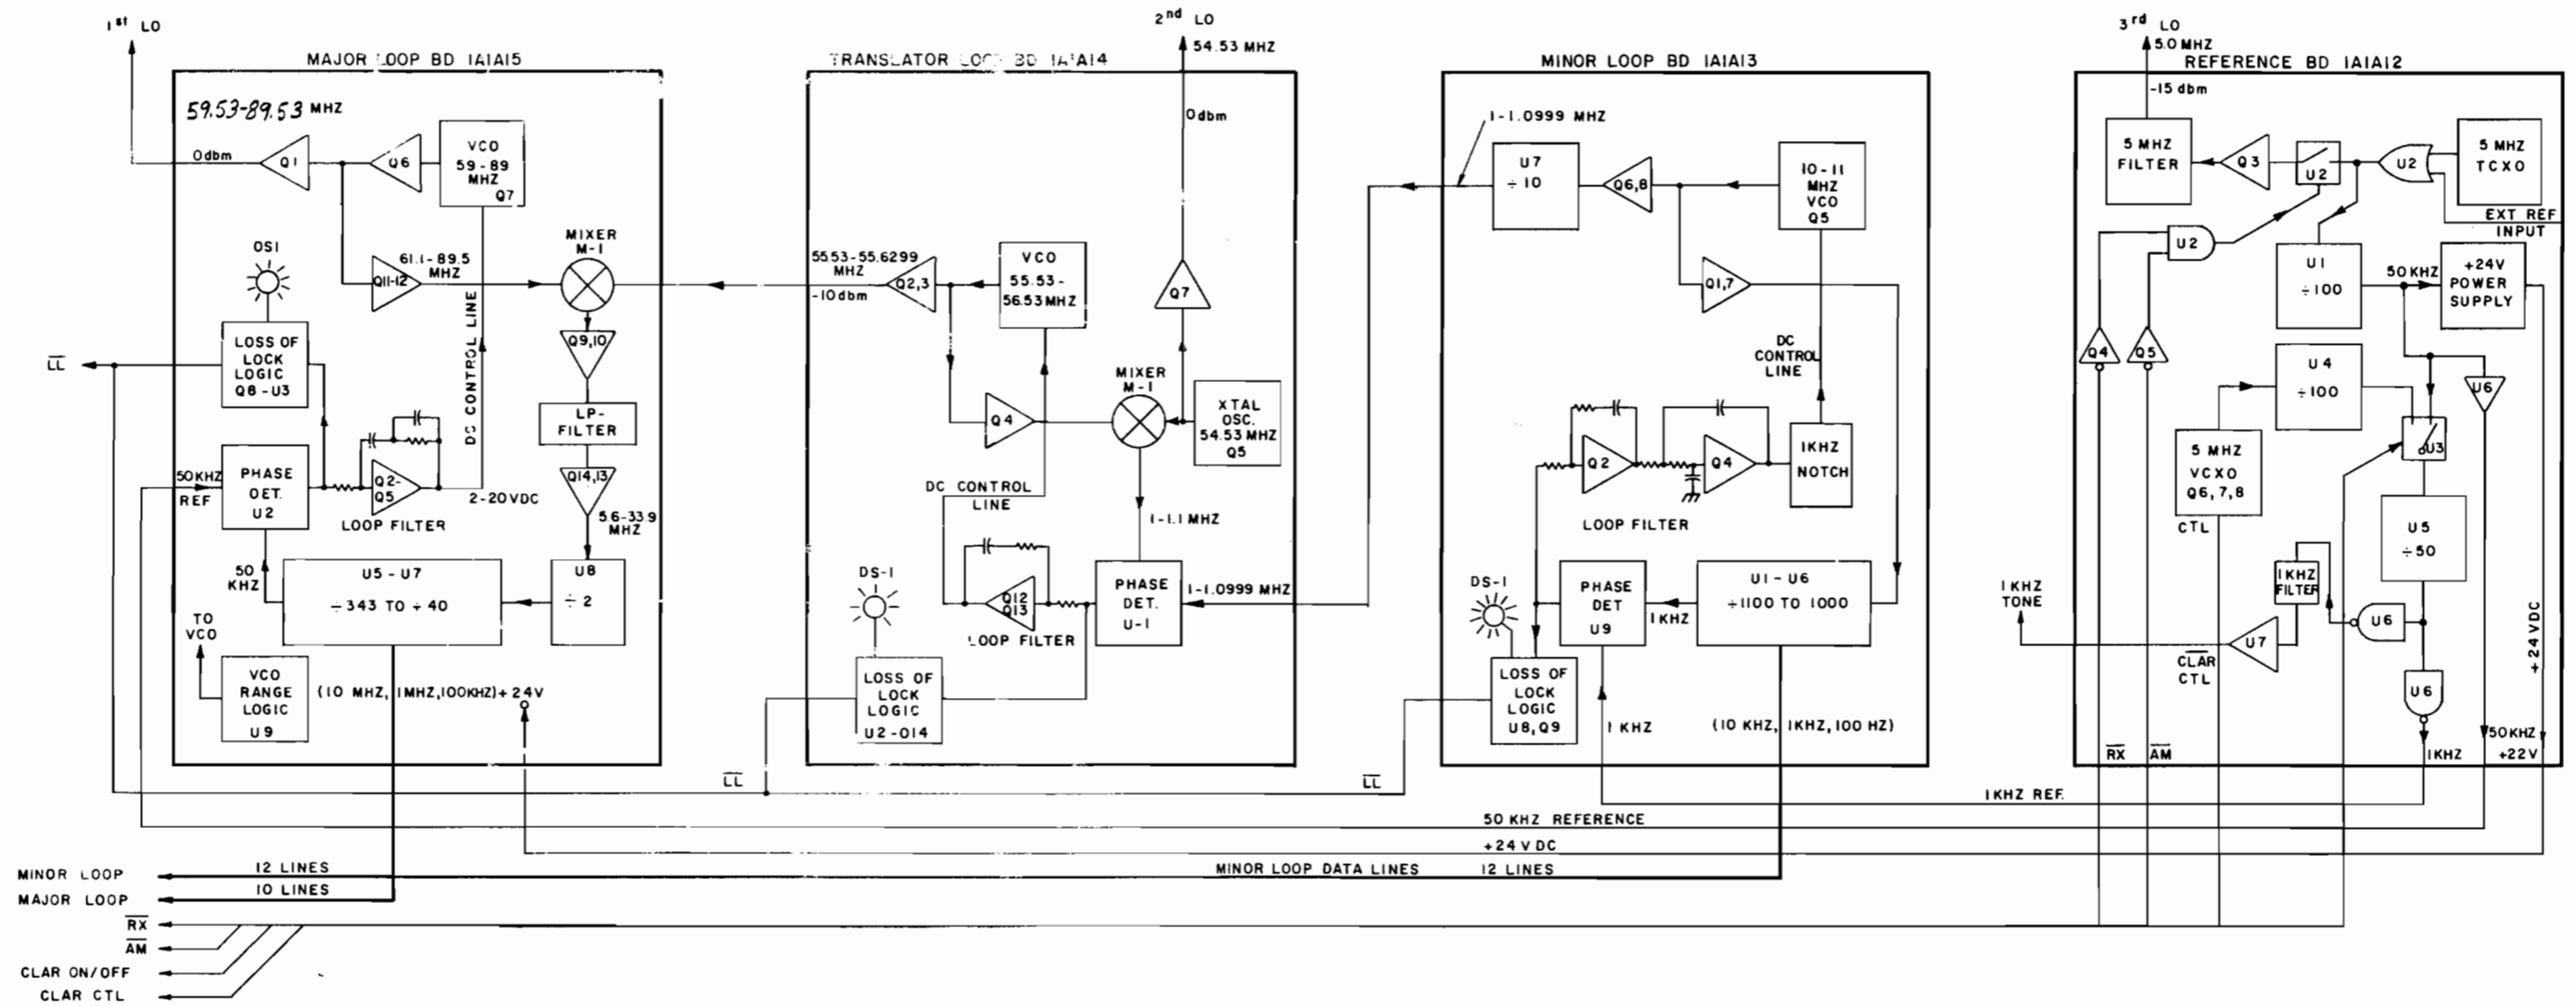 1st LO
MAJOR LOOP BD 1A1A15
59.53-89.53 MHZ
0dbm
Q1
Q6
VCO
59-89
MHZ
Q7
OS1
Q11-12
61.1-89.5
MHZ
MIXER
M-1
Q9,10
LP-
FILTER
Q14,13
5.6-33.9
MHZ
LOSS OF
LOCK
LOGIC
Q8-U3
LL
50KHZ
REF
PHASE
DET.
U2
Q2-
Q5
LOOP FILTER
2-20VDC
DC CONTROL LINE
50
KHZ
U5-U7
÷343 TO ÷40
U8
÷2
TO
VCO
VCO
RANGE
LOGIC
U9
(10 MHZ, 1MHZ, 100KHZ)
+24V
TRANSLATOR LOOP BD 1A1A14
2nd LO
54.53 MHZ
0dbm
55.53-55.6299
MHZ
-10dbm
Q2,3
VCO
55.53-
56.53MHZ
Q7
Q4
MIXER
M-1
XTAL
OSC.
54.53 MHZ
Q5
DC CONTROL
LINE
1-1.1 MHZ
DS-1
Q12
Q13
LOOP FILTER
PHASE
DET.
U-1
1-1.0999 MHZ
LOSS OF
LOCK
LOGIC
U2-014
LL
MINOR LOOP BD 1A1A13
1-1.0999 MHZ
U7
÷10
Q6,8
10-11
MHZ
VCO
Q5
Q1,7
DC
CONTROL
LINE
Q2
Q4
1KHZ
NOTCH
LOOP FILTER
DS-1
PHASE
DET
U9
1KHZ
U1-U6
÷1100 TO 1000
LOSS OF
LOCK
LOGIC
U8,Q9
1 KHZ
(10 KHZ, 1KHZ, 100 HZ)
LL
3rd LO
5.0 MHZ
REFERENCE BD 1A1A12
-15 dbm
5 MHZ
FILTER
Q3
U2
U2
5 MHZ
TCXO
EXT REF
INPUT
U2
U1
÷100
50KHZ
+24V
POWER
SUPPLY
Q4
Q5
U4
÷100
U6
5 MHZ
VCXO
Q6,7,8
CTL
U3
U5
÷50
1KHZ
TONE
1KHZ
FILTER
U6
U7
CLAR
CTL
U6
+24VDC
RX
AM
1KHZ
50KHZ
+22V
1KHZ REF.
50 KHZ REFERENCE
+24VDC
MINOR LOOP
12 LINES
MINOR LOOP DATA LINES
12 LINES
MAJOR LOOP
10 LINES
RX
AM
CLAR ON/OFF
CLAR CTL